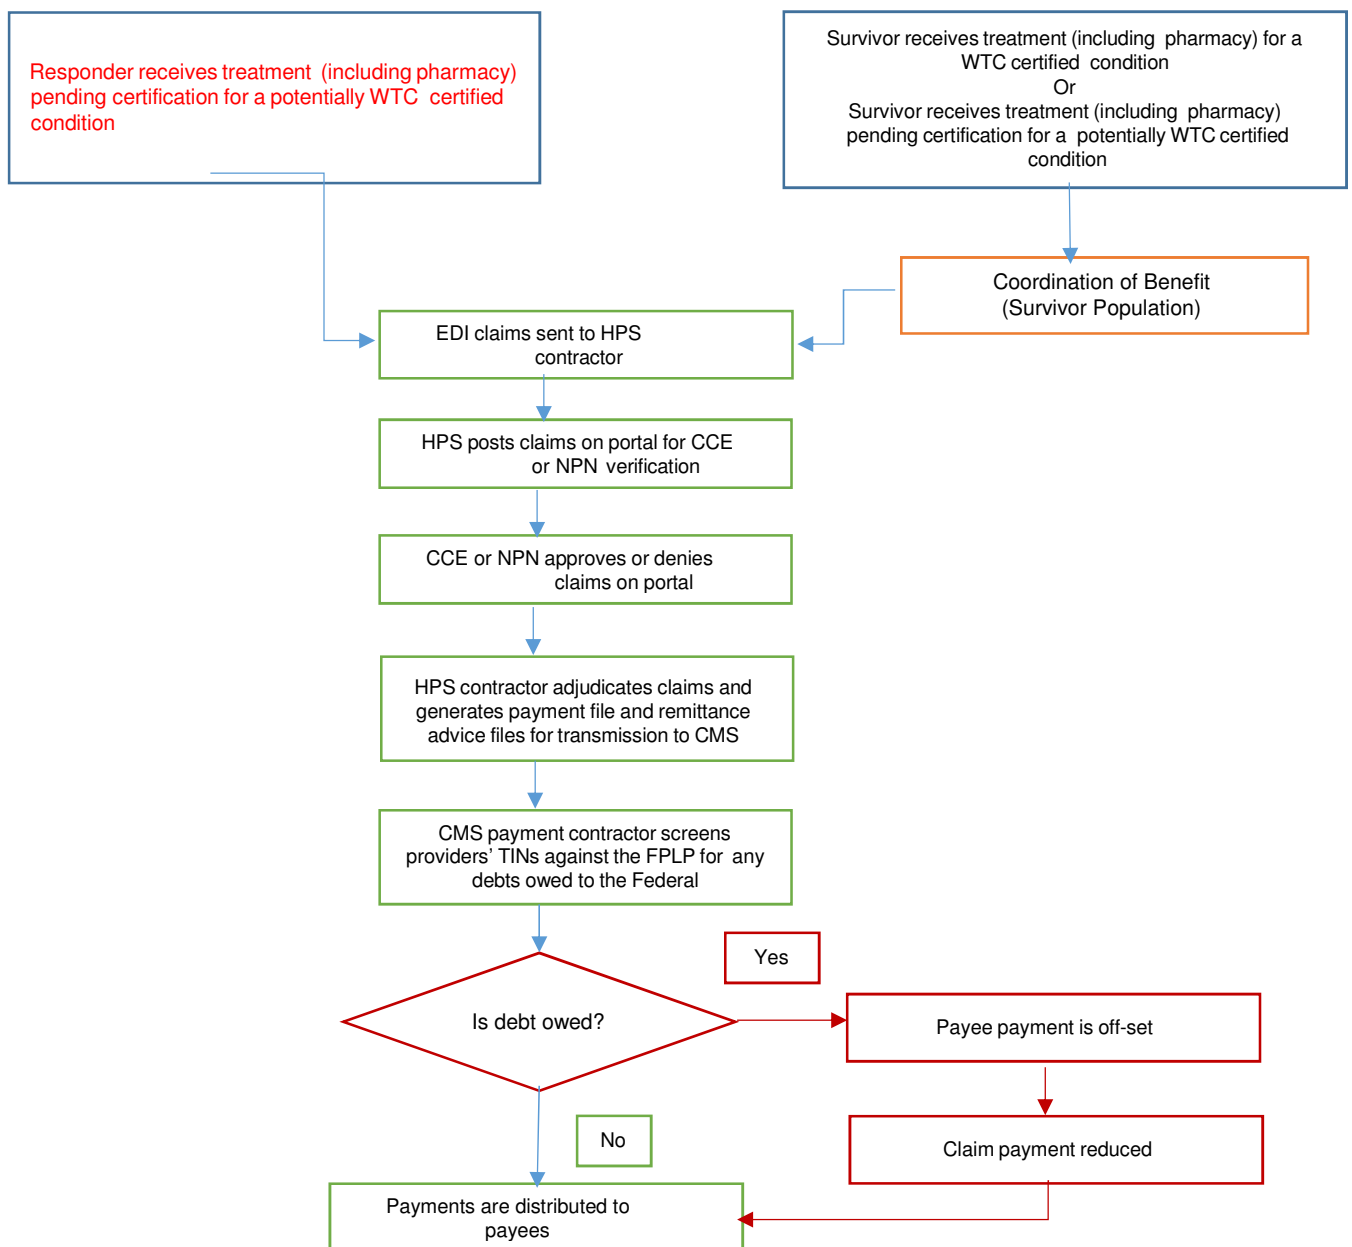 Responder receives treatment (including pharmacy)
pending certification for a potentially WTC certified
condition
Survivor receives treatment (including pharmacy) for a
WTC certified condition
Or
Survivor receives treatment (including pharmacy)
pending certification for a potentially WTC certified
condition
Coordination of Benefit
(Survivor Population)
EDI claims sent to HPS
contractor
HPS posts claims on portal for CCE
or NPN verification
CCE or NPN approves or denies
claims on portal
HPS contractor adjudicates claims and
generates payment file and remittance
advice files for transmission to CMS
CMS payment contractor screens
providers’ TINs against the FPLP for any
debts owed to the Federal
Yes
Is debt owed?
Payee payment is off-set
No
Claim payment reduced
Payments are distributed to
payees